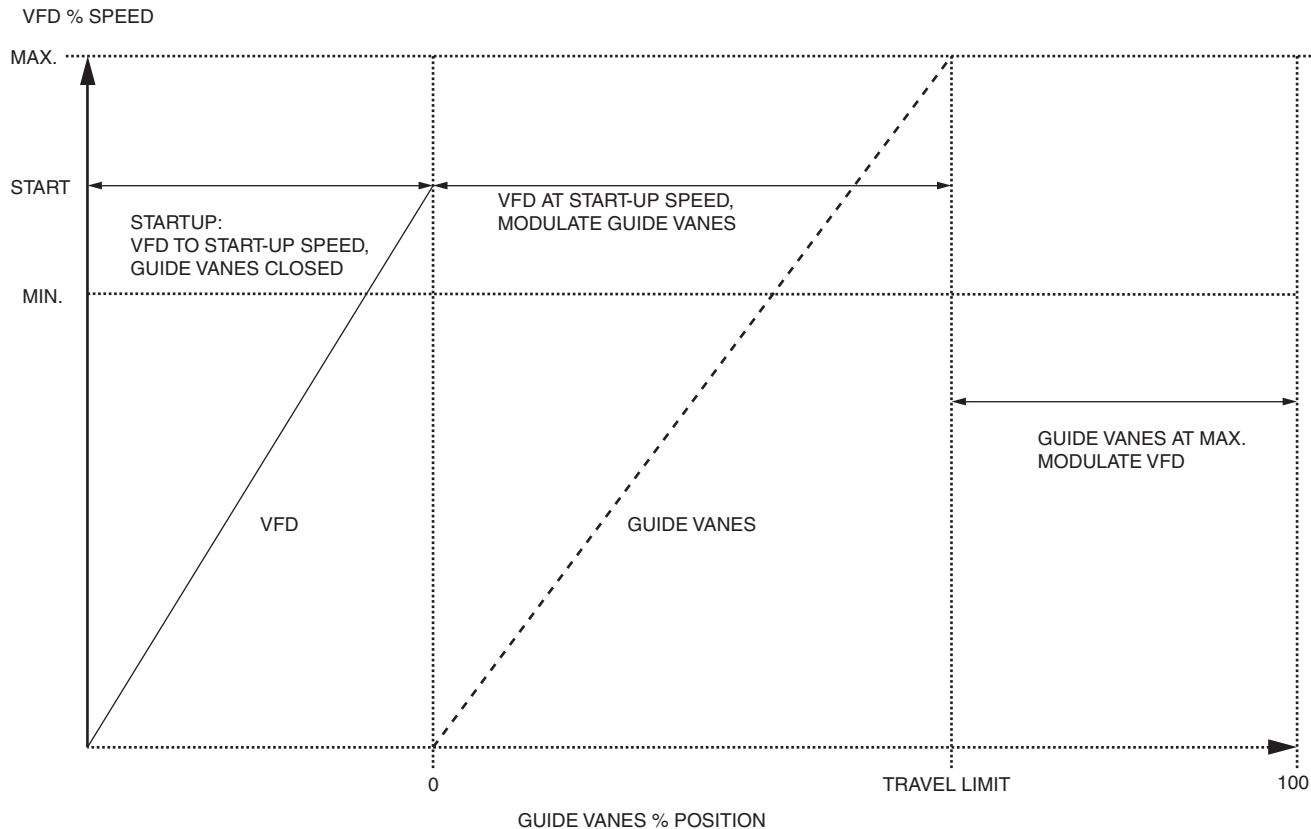 VFD % SPEED
MAX.
START
STARTUP:
VFD TO START-UP SPEED,
GUIDE VANES CLOSED
VFD AT START-UP SPEED,
MODULATE GUIDE VANES
MIN.
GUIDE VANES AT MAX.
MODULATE VFD
VFD
GUIDE VANES
0
TRAVEL LIMIT
100
GUIDE VANES % POSITION